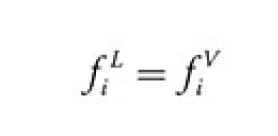 $f_i^L = f_i^V$